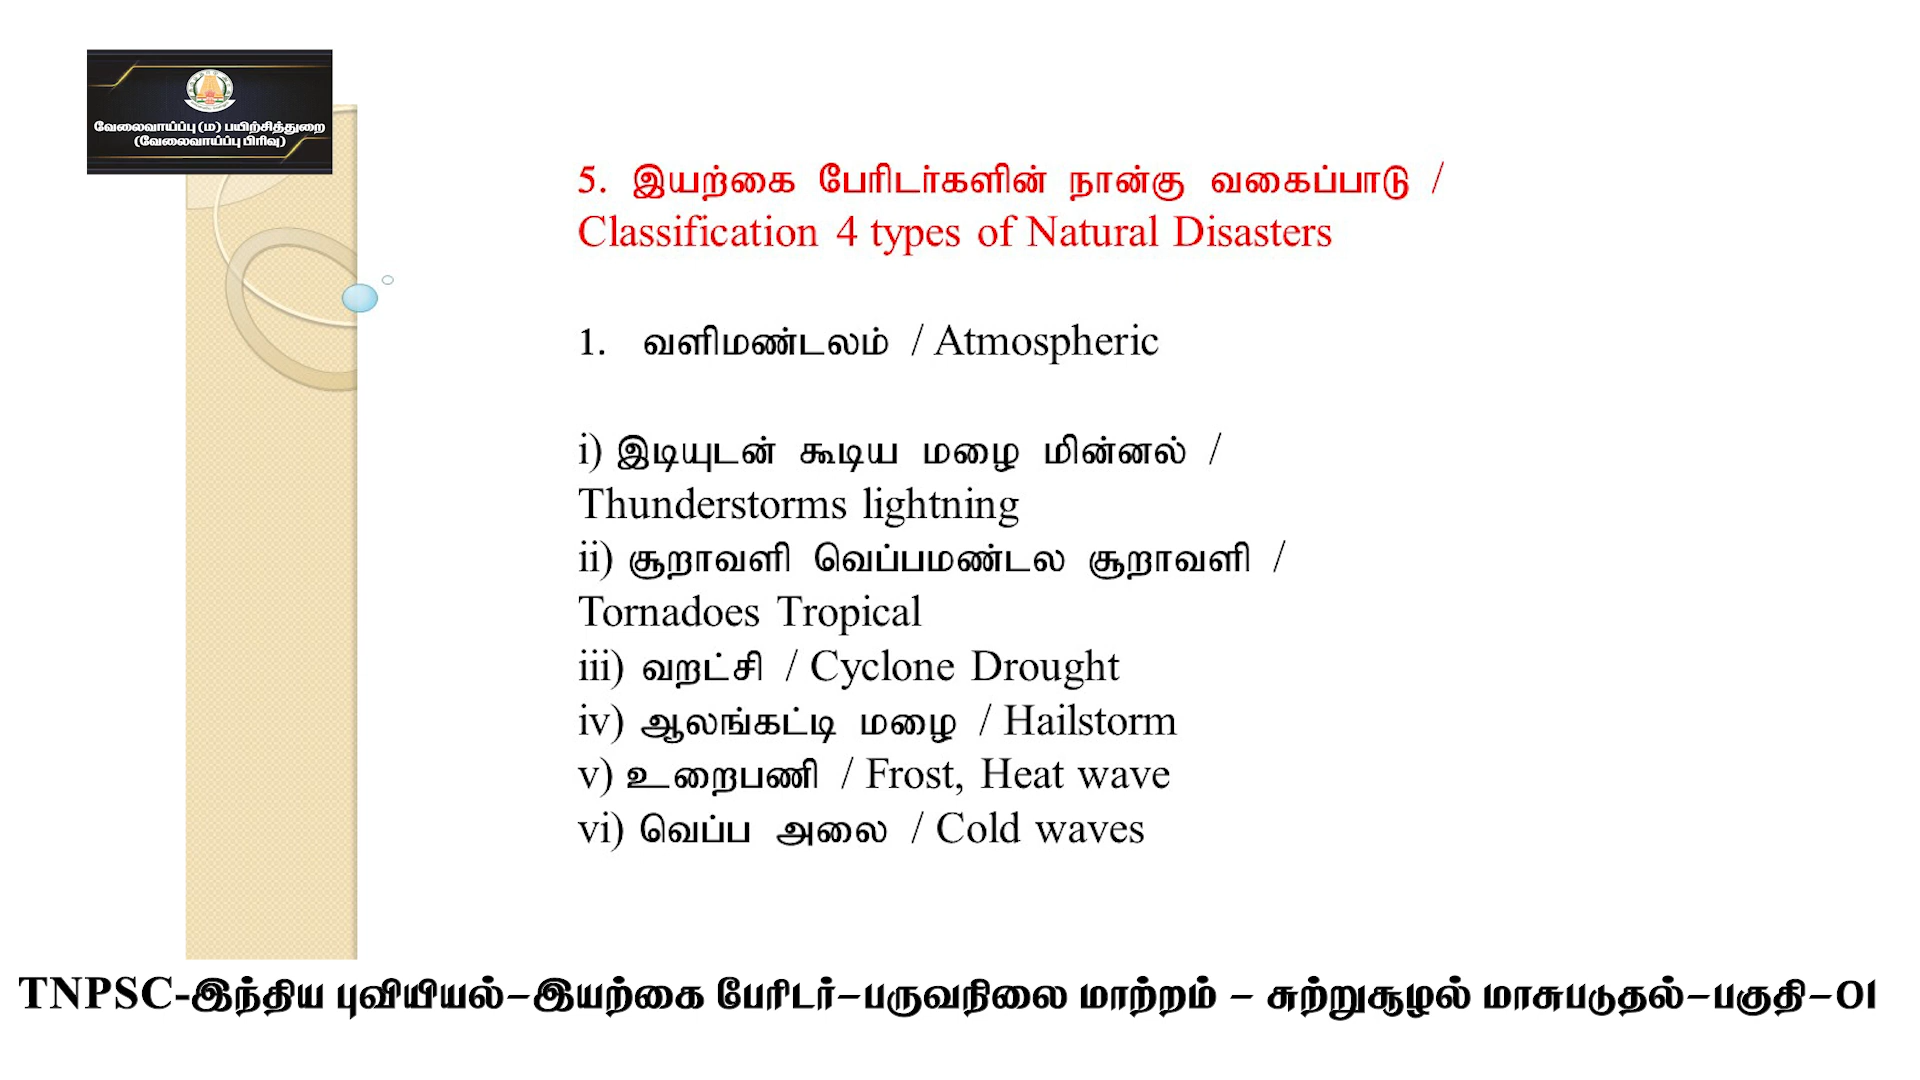 வேலைவாய்ப்பு (ம) பயிற்சித்துறை
(வேலைவாய்ப்பு பிரிவு)
5. இயற்கை பேரிடர்களின் நான்கு வகைப்பாடு /
Classification 4 types of Natural Disasters
1. வளிமண்டலம் / Atmospheric
i) இடியுடன் கூடிய மழை மின்னல் /
Thunderstorms lightning
ii) சூறாவளி வெப்பமண்டல சூறாவளி /
Tornadoes Tropical
iii) வறட்சி / Cyclone Drought
iv) ஆலங்கட்டி மழை / Hailstorm
v) உறைபணி / Frost, Heat wave
vi) வெப்ப அலை / Cold waves
TNPSC-இந்திய புவியியல்-இயற்கை பேரிடர்-பருவநிலை மாற்றம் - சுற்றுசூழல் மாசுபடுதல்-பகுதி-01